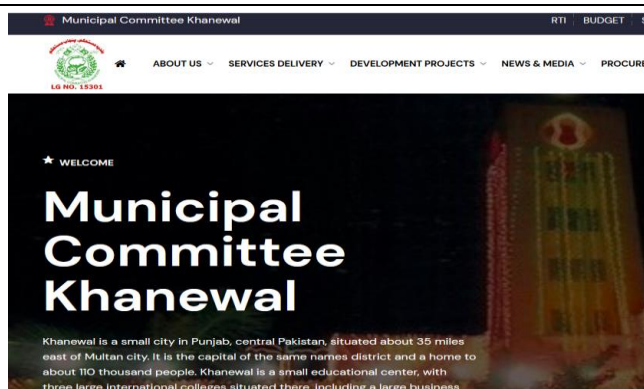 Municipal Committee Khanewal
RTI
BUDGET
LG NO. 15301
ABOUT US
SERVICES DELIVERY
DEVELOPMENT PROJECTS
NEWS & MEDIA
PROCURE
WELCOME
Municipal
Committee
Khanewal
Khanewal is a small city in Punjab, central Pakistan, situated about 35 miles
east of Multan city. It is the capital of the same names district and a home to
about 110 thousand people. Khanewal is a small educational center, with
three large international colleges situated there, including a large business